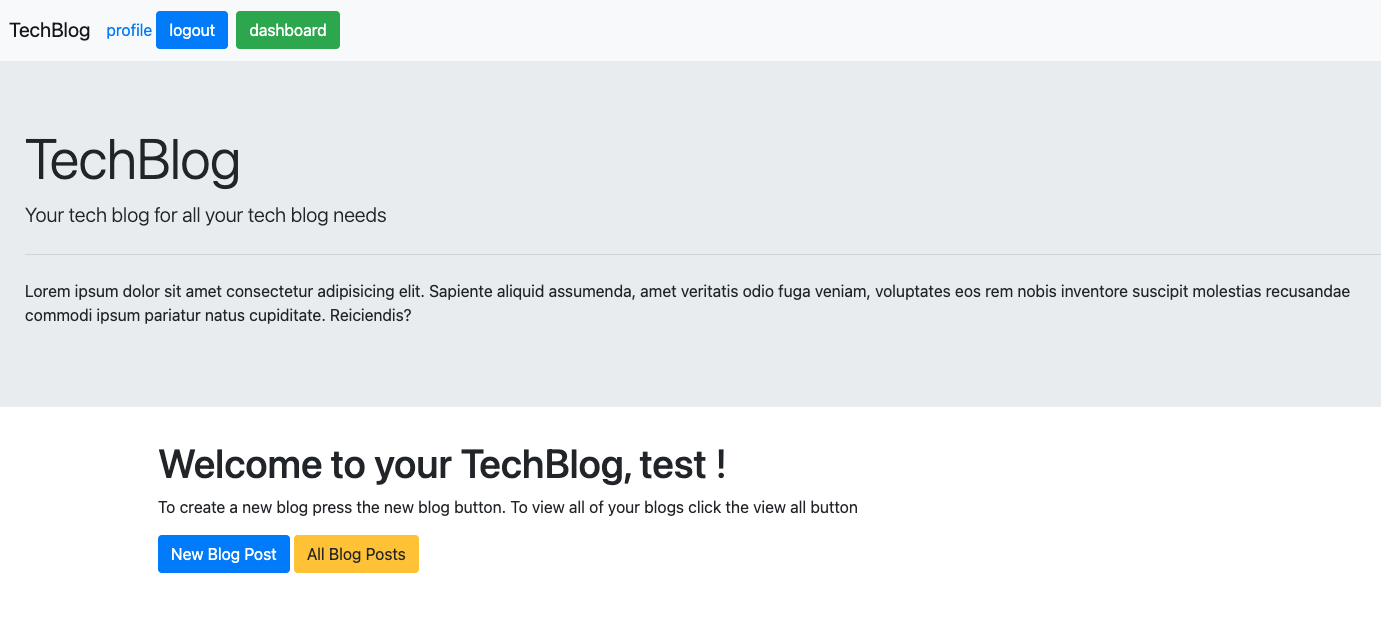 TechBlog profile logout dashboard
TechBlog
Your tech blog for all your tech blog needs
Lorem ipsum dolor sit amet consectetur adipisicing elit. Sapiente aliquid assumenda, amet veritatis odio fuga veniam, voluptates eos rem nobis inventore suscipit molestias recusandae
commodi ipsum pariatur natus cupiditate. Reiciendis?
Welcome to your TechBlog, test !
To create a new blog press the new blog button. To view all of your blogs click the view all button
New Blog Post All Blog Posts